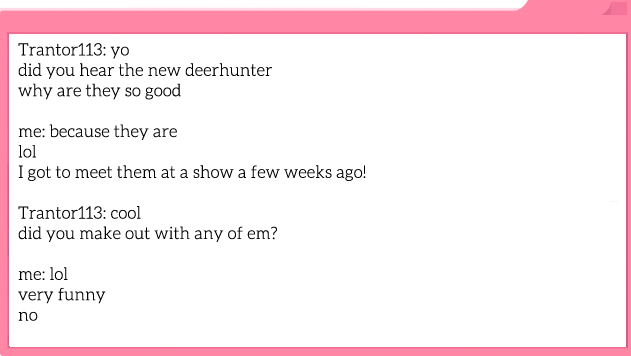 Trantor113: yo
did you hear the new deerhunter
why are they so good
me: because they are
lol
I got to meet them at a show a few weeks ago!
Trantor113: cool
did you make out with any of em?
me: lol
very funny
no